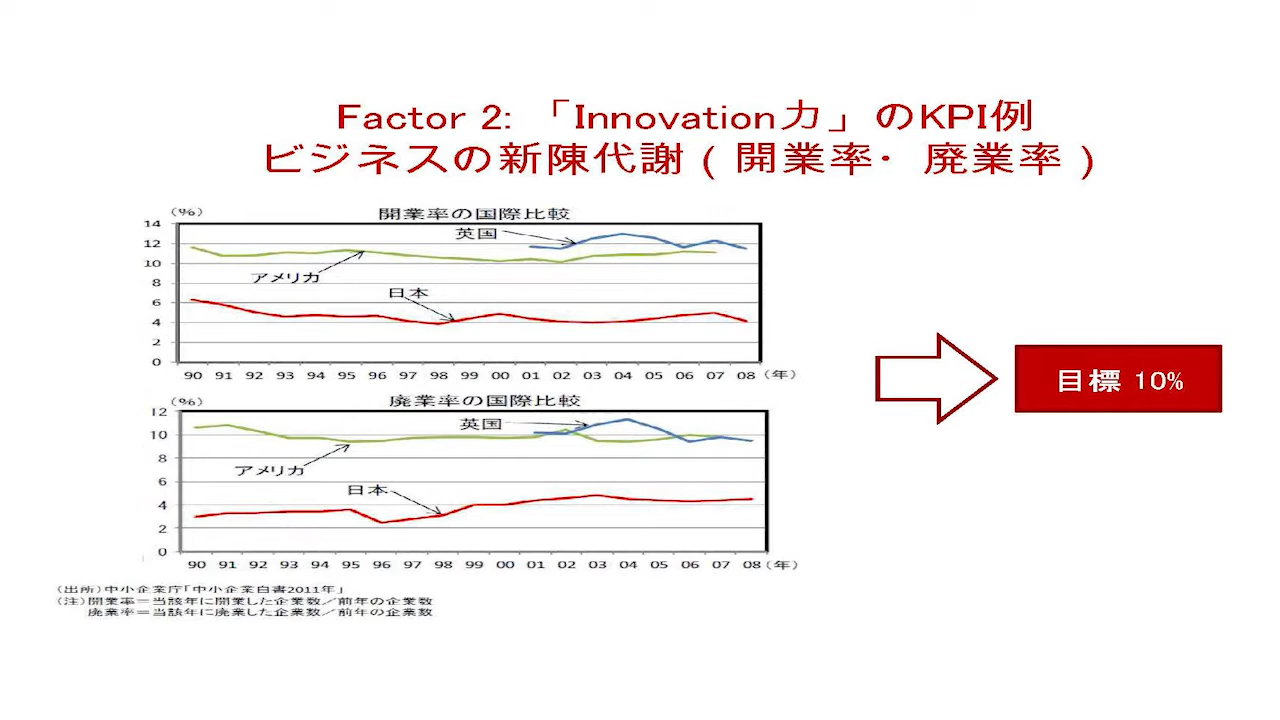 Factor 2: 「Innovation力」のKPI例
ビジネスの新陳代謝(開業率・ 廃業率)
(%)
開業率の国際比較
14
12
10
8
6
4
2
0
英国
アメリカ
日本
90 91 92 93 94 95 96 97 98 99 00 01 02 03 04 05 06 07 08 (年)
(%)
廃業率の国際比較
12
10
8
6
4
2
0
英国
アメリカ
日本
90 91 92 93 94 95 96 97 98 99 00 01 02 03 04 05 06 07 08 (年)
目標 10%
(出所)中小企業庁「中小企業白書2011年」
(注)開業率=当該年に開業した企業数/前年の企業数
廃業率=当該年に廃業した企業数/前年の企業数